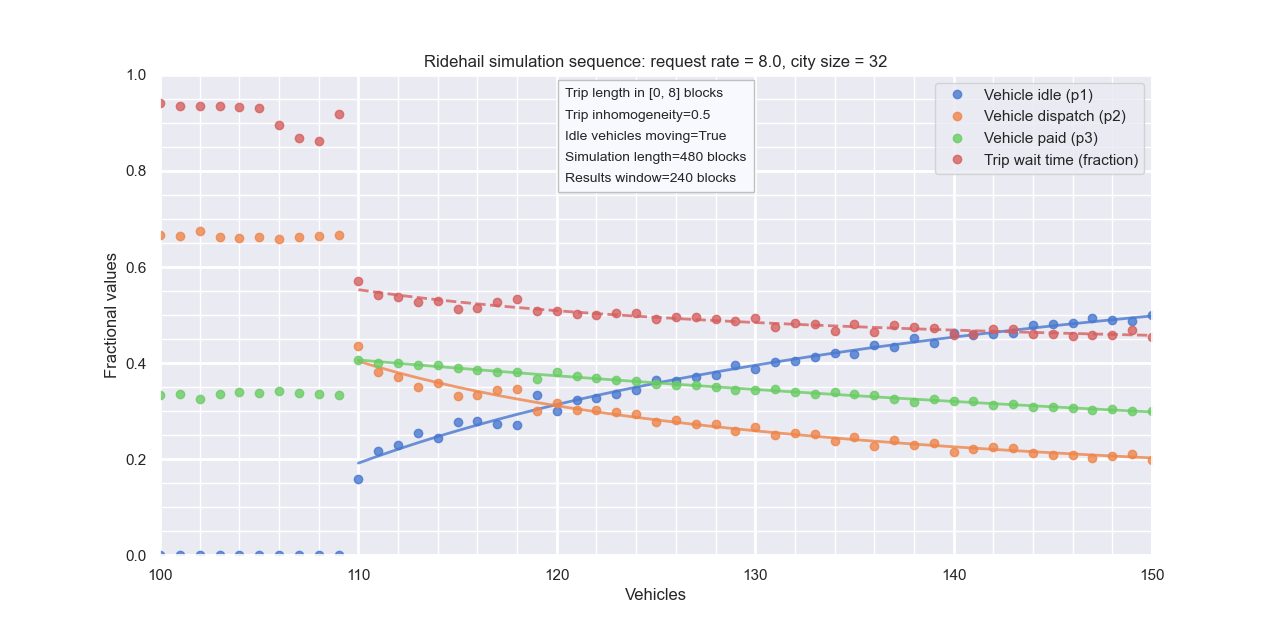 Ridehail simulation sequence: request rate = 8.0, city size = 32
Trip length in [0, 8] blocks
Trip inhomogeneity=0.5
Idle vehicles moving=True
Simulation length=480 blocks
Results window=240 blocks
Vehicle idle (p1)
Vehicle dispatch (p2)
Vehicle paid (p3)
Trip wait time (fraction)
Fractional values
1.0
0.8
0.6
0.4
0.2
0.0
100 110 120 130 140 150
Vehicles